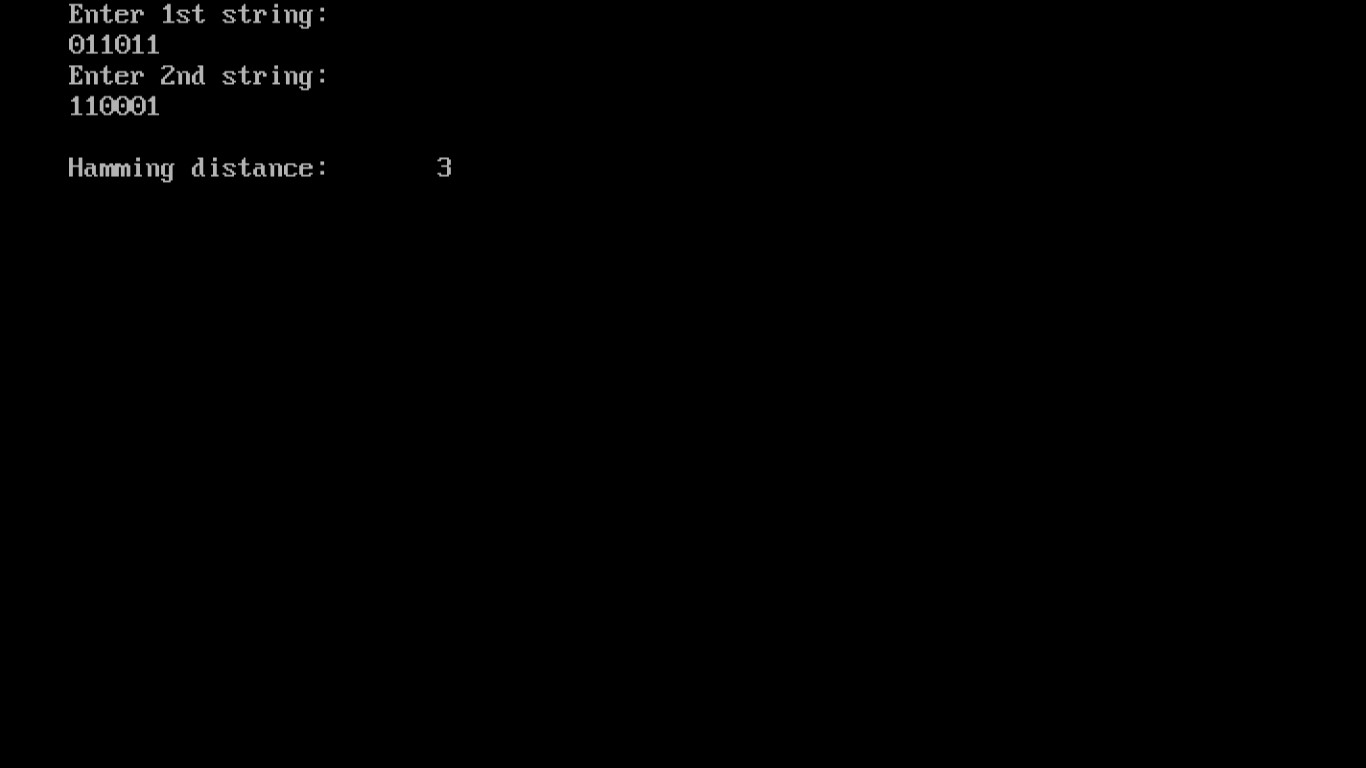 Enter 1st string:
011011
Enter 2nd string:
110001
Hamming distance: 3